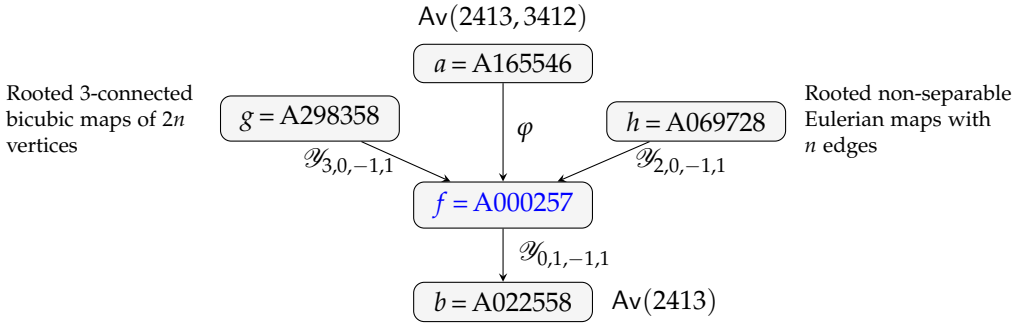 Av(2413, 3412)
a = A165546
Rooted 3-connected
bicubic maps of 2n
vertices
g = A298358
φ
h = A069728
Rooted non-separable
Eulerian maps with
n edges
𝒴3,0,−1,1
𝒴2,0,−1,1
f = A000257
𝒴0,1,−1,1
b = A022558
Av(2413)